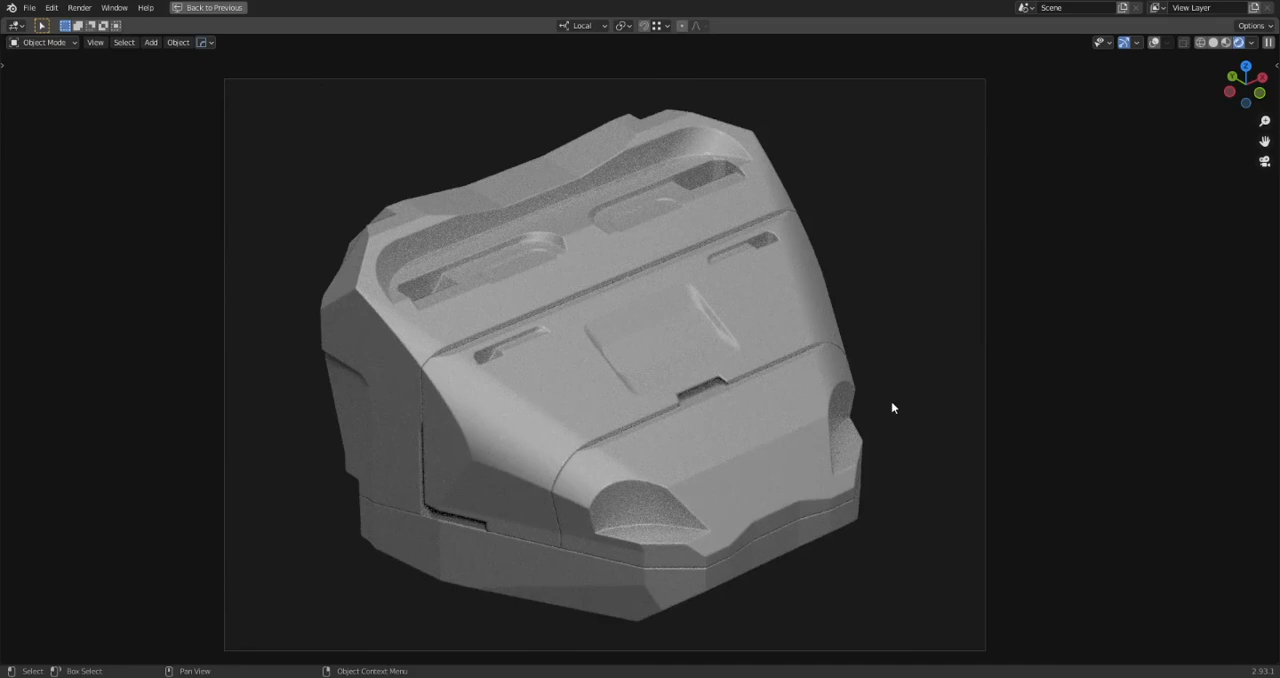 File Edit Render Window Help Back to Previous Scene View Layer
Local Options
Object Mode View Select Add Object
Z
Y X
Select Box Select Pan View Object Context Menu 2.93.1